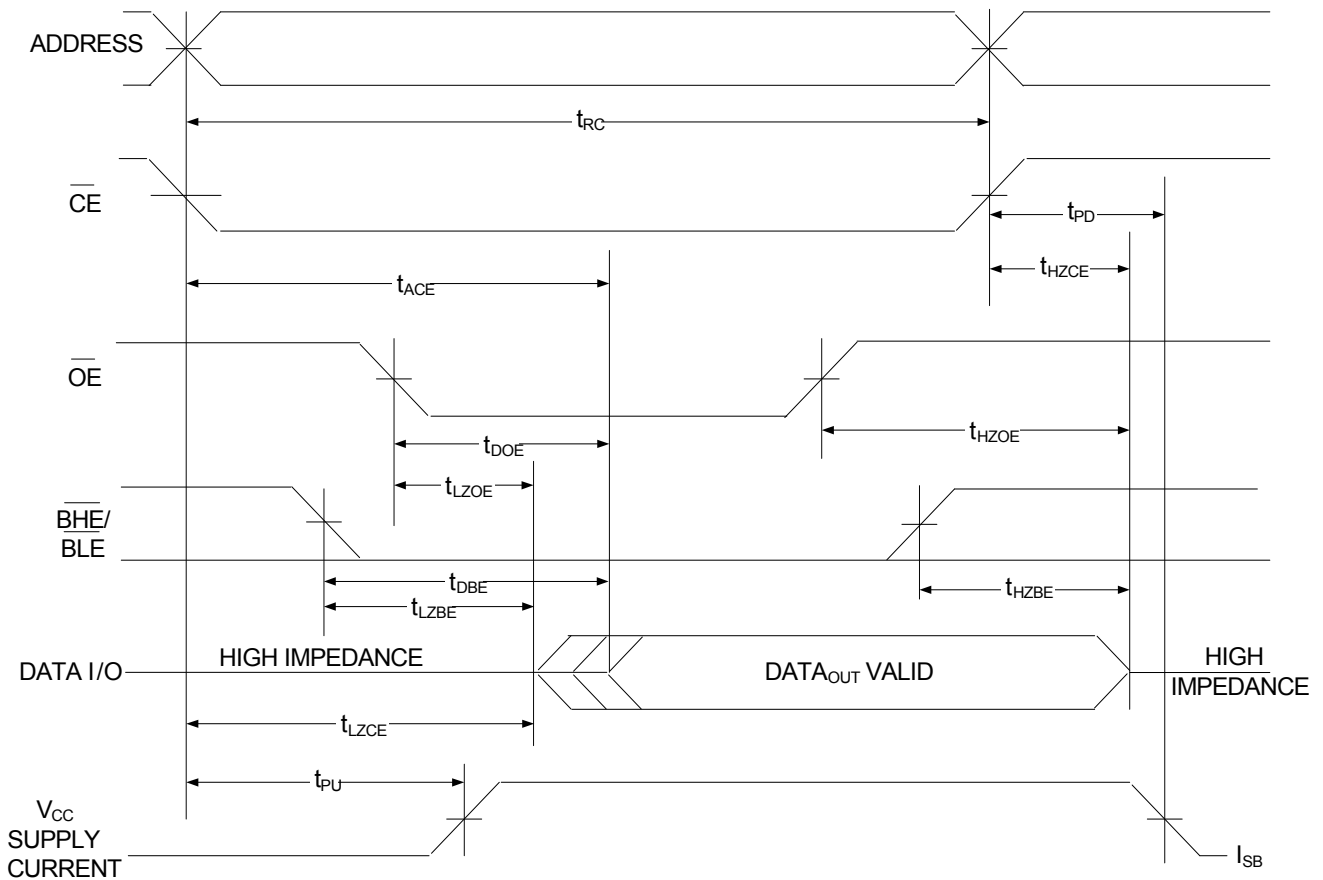 ADDRESS
tRC
CE
tPD
tHZCE
tACE
OE
tDOE
tHZOE
tLZOE
BHE/
BLE
tDBE
tHZBE
tLZBE
DATA I/O
HIGH IMPEDANCE
DATAOUT VALID
HIGH
IMPEDANCE
tLZCE
tPU
VCC
SUPPLY
CURRENT
ISB